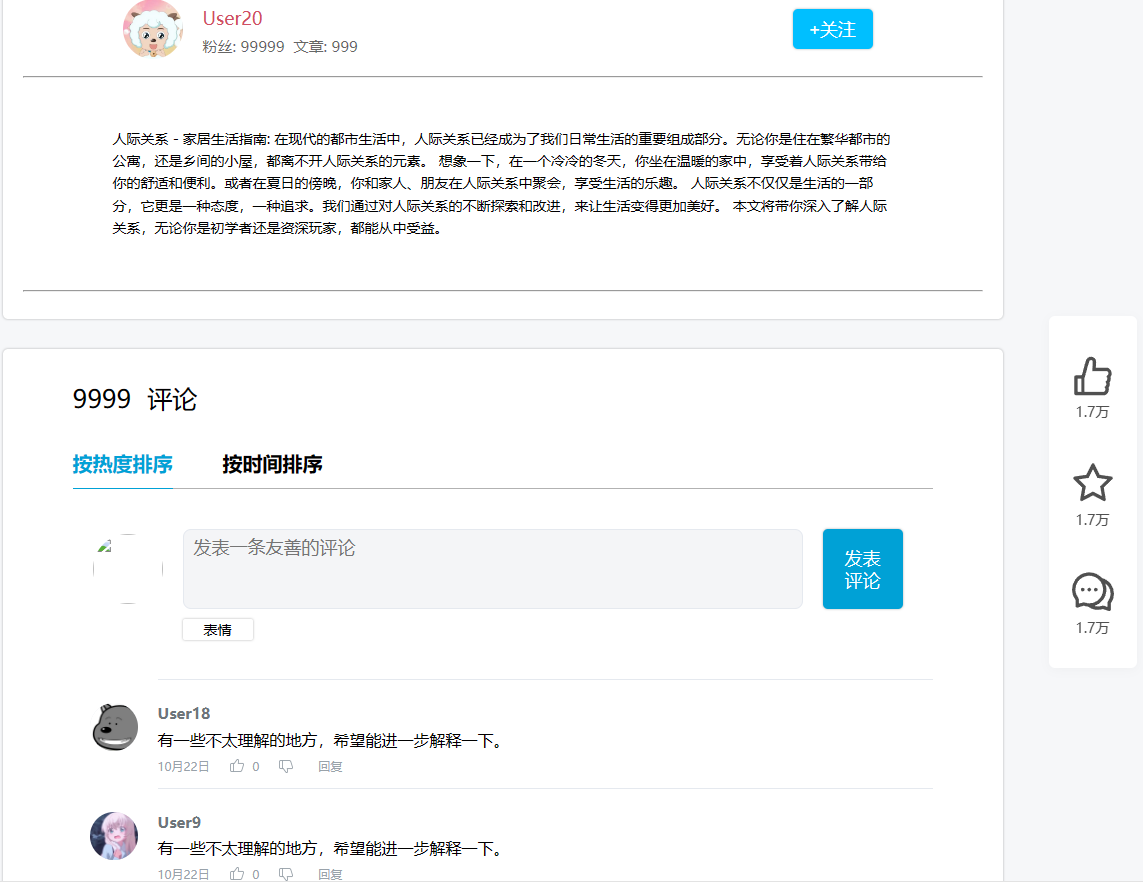 User20
+关注
粉丝: 99999 文章: 999
人际关系 - 家居生活指南: 在现代的都市生活中，人际关系已经成为了我们日常生活的重要组成部分。无论你是住在繁华都市的
公寓，还是乡间的小屋，都离不开人际关系的元素。 想象一下，在一个冷冷的冬天，你坐在温暖的家中，享受着人际关系带给
你的舒适和便利。或者在夏日的傍晚，你和家人、朋友在人际关系中聚会，享受生活的乐趣。 人际关系不仅仅是生活的一部
分，它更是一种态度，一种追求。我们通过对人际关系的不断探索和改进，来让生活变得更加美好。 本文将带你深入了解人际
关系，无论你是初学者还是资深玩家，都能从中受益。
9999 评论
按热度排序 按时间排序
发表一条友善的评论
发表
评论
表情
User18
有一些不太理解的地方，希望能进一步解释一下。
10月22日 0 回复
User9
有一些不太理解的地方，希望能进一步解释一下。
10月22日 0 回复
1.7万
1.7万
1.7万